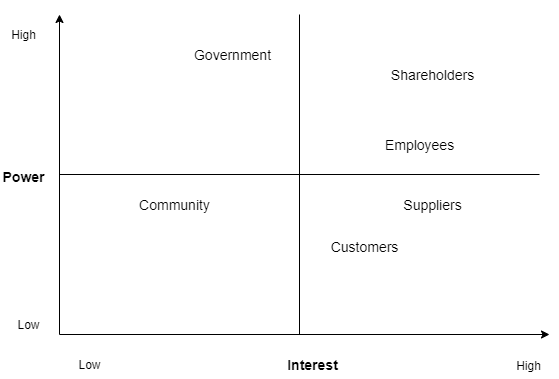 High
Government
Shareholders
Employees
Power
Community
Suppliers
Customers
Low
Low
Interest
High